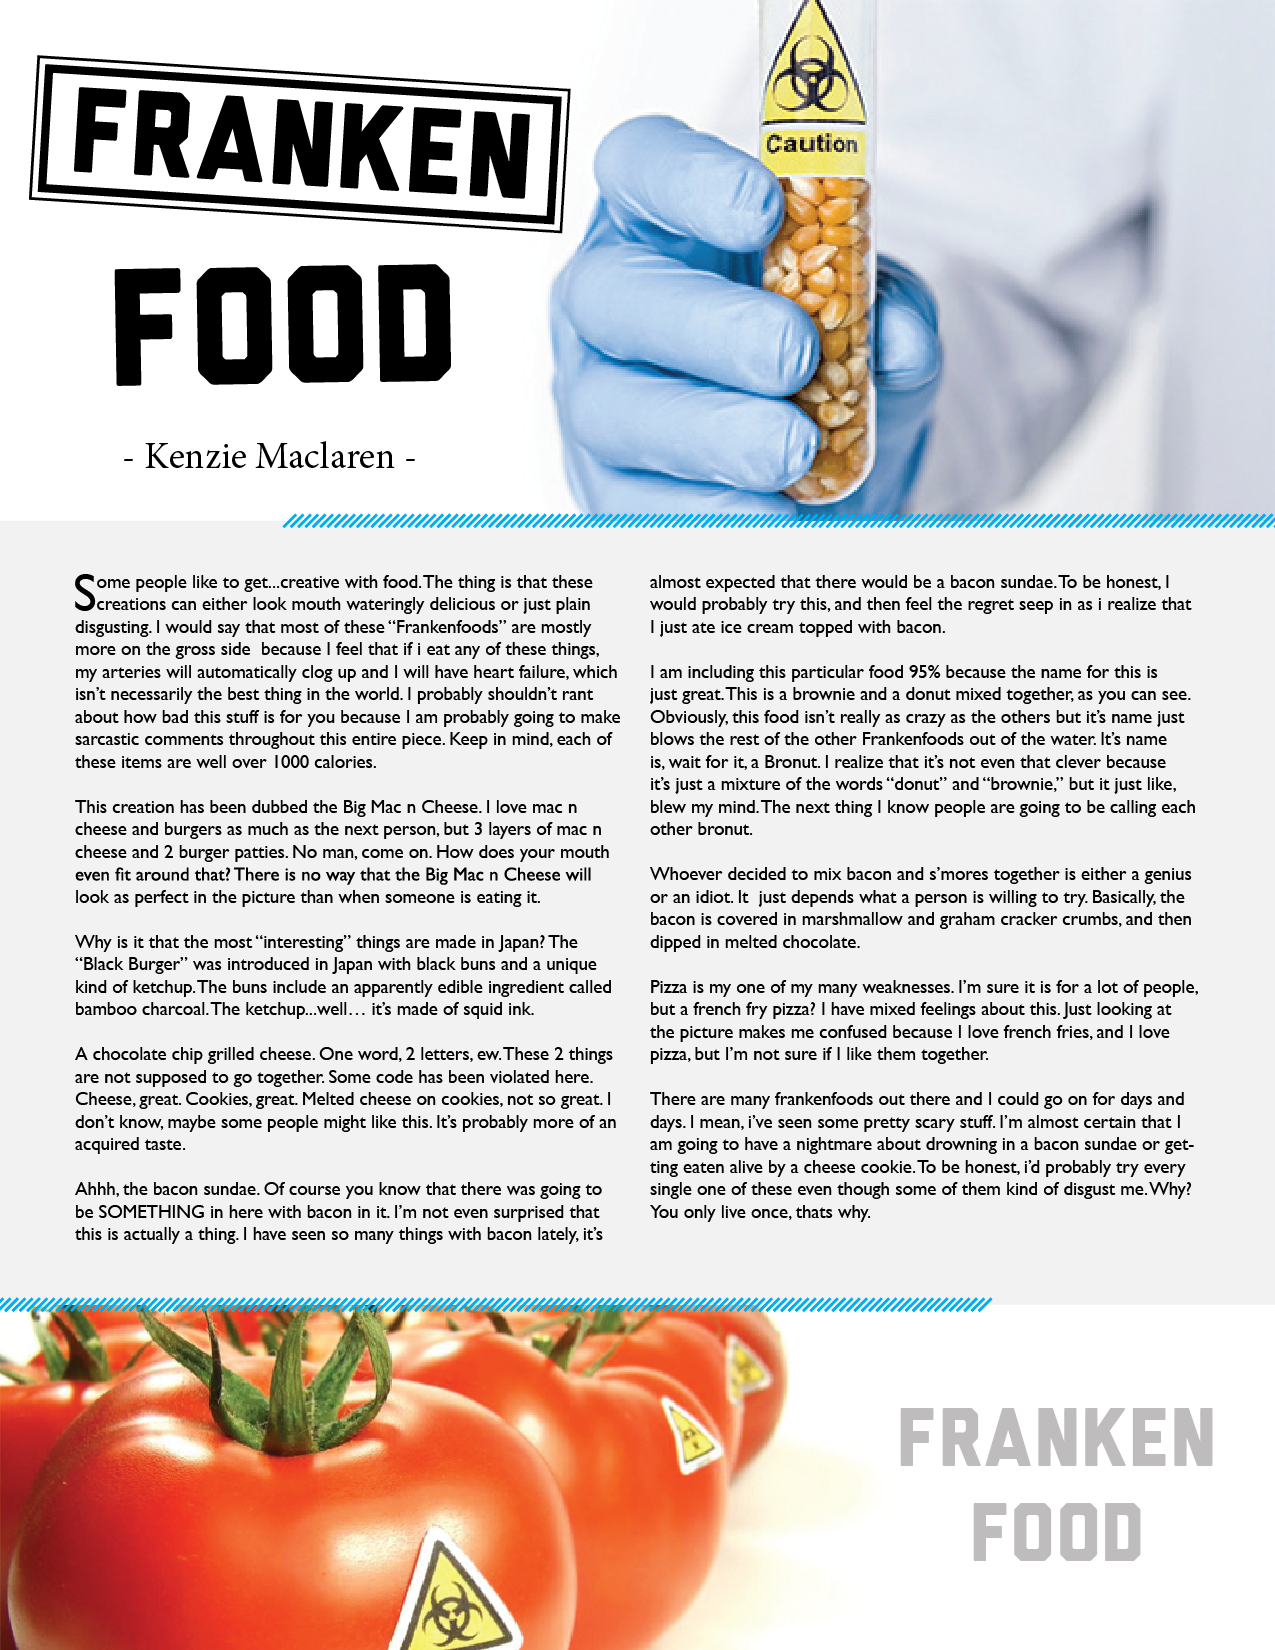 FRANKEN
FOOD
- Kenzie Maclaren -
Caution
Some people like to get...creative with food. The thing is that these
creations can either look mouth wateringly delicious or just plain
disgusting. I would say that most of these “Frankenfoods” are mostly
more on the gross side  because I feel that if i eat any of these things,
my arteries will automatically clog up and I will have heart failure, which
isn’t necessarily the best thing in the world. I probably shouldn’t rant
about how bad this stuff is for you because I am probably going to make
sarcastic comments throughout this entire piece. Keep in mind, each of
these items are well over 1000 calories.
This creation has been dubbed the Big Mac n Cheese. I love mac n
cheese and burgers as much as the next person, but 3 layers of mac n
cheese and 2 burger patties. No man, come on. How does your mouth
even fit around that? There is no way that the Big Mac n Cheese will
look as perfect in the picture than when someone is eating it.
Why is it that the most “interesting” things are made in Japan? The
“Black Burger” was introduced in Japan with black buns and a unique
kind of ketchup. The buns include an apparently edible ingredient called
bamboo charcoal. The ketchup...well… it’s made of squid ink.
A chocolate chip grilled cheese. One word, 2 letters, ew. These 2 things
are not supposed to go together. Some code has been violated here.
Cheese, great. Cookies, great. Melted cheese on cookies, not so great. I
don’t know, maybe some people might like this. It’s probably more of an
acquired taste.
Ahhh, the bacon sundae. Of course you know that there was going to
be SOMETHING in here with bacon in it. I’m not even surprised that
this is actually a thing. I have seen so many things with bacon lately, it’s
almost expected that there would be a bacon sundae. To be honest, I
would probably try this, and then feel the regret seep in as i realize that
I just ate ice cream topped with bacon.
I am including this particular food 95% because the name for this is
just great. This is a brownie and a donut mixed together, as you can see.
Obviously, this food isn’t really as crazy as the others but it’s name just
blows the rest of the other Frankenfoods out of the water. It’s name
is, wait for it, a Bronut. I realize that it’s not even that clever because
it’s just a mixture of the words “donut” and “brownie,” but it just like,
blew my mind. The next thing I know people are going to be calling each
other bronut.
Whoever decided to mix bacon and s’mores together is either a genius
or an idiot. It  just depends what a person is willing to try. Basically, the
bacon is covered in marshmallow and graham cracker crumbs, and then
dipped in melted chocolate.
Pizza is my one of my many weaknesses. I’m sure it is for a lot of people,
but a french fry pizza? I have mixed feelings about this. Just looking at
the picture makes me confused because I love french fries, and I love
pizza, but I’m not sure if I like them together.
There are many frankenfoods out there and I could go on for days and
days. I mean, i’ve seen some pretty scary stuff. I’m almost certain that I
am going to have a nightmare about drowning in a bacon sundae or get-
ting eaten alive by a cheese cookie. To be honest, i’d probably try every
single one of these even though some of them kind of disgust me. Why?
You only live once, thats why.
FRANKEN
FOOD